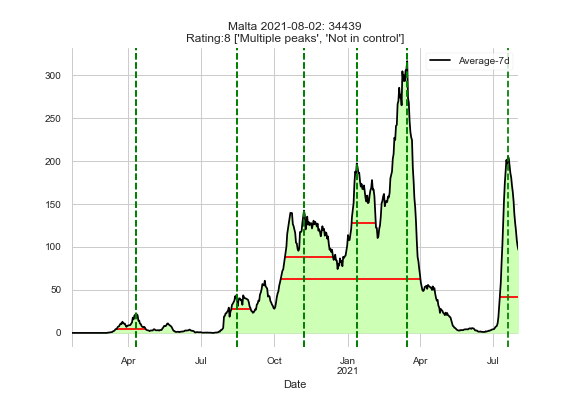 Malta 2021-08-02: 34439
Rating:8 ['Multiple peaks', 'Not in control']
Average-7d
300
250
200
150
100
50
0
Apr
Jul
Oct
Jan
2021
Apr
Jul
Date